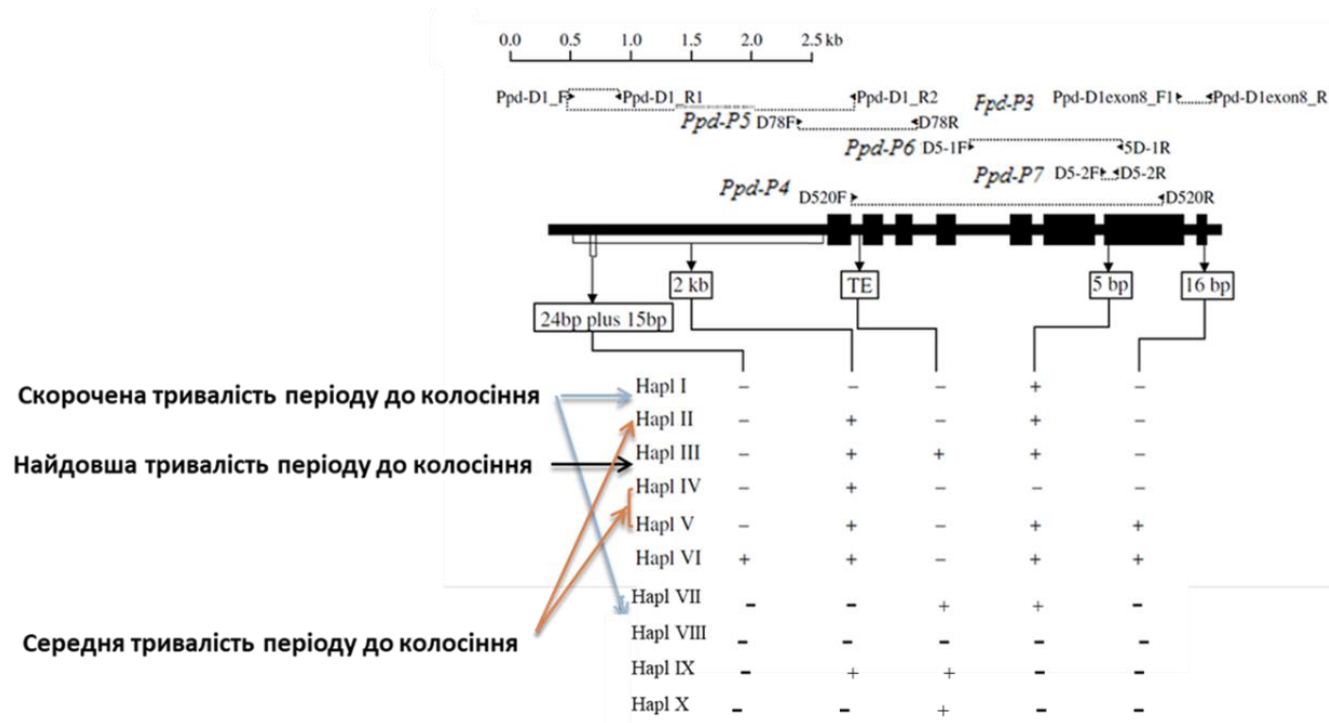 0.0 0.5 1.0 1.5 2.0 2.5 kb
Ppd-D1_F Ppd-D1_R1 Ppd-D1_R2 Fpd-P3 Ppd-D1exon8_F1 Ppd-D1exon8_R
Ppd-P5 D78F D78R
Ppd-P6 D5-1F 5D-1R
Ppd-P7 D5-2F D5-2R
Ppd-P4 D520F D520R
2 kb TE 5 bp 16 bp
24bp plus 15bp
Hapl I – – – + –
Скорочена тривалість періоду до колосіння
Hapl II – + – + –
Hapl III – + + + –
Найдовша тривалість періоду до колосіння
Hapl IV – + – – –
Hapl V – + – + +
Hapl VI + + – + +
Hapl VII - - + + -
Hapl VIII - - - - -
Середня тривалість періоду до колосіння
Hapl IX - + + - -
Hapl X - - + - -